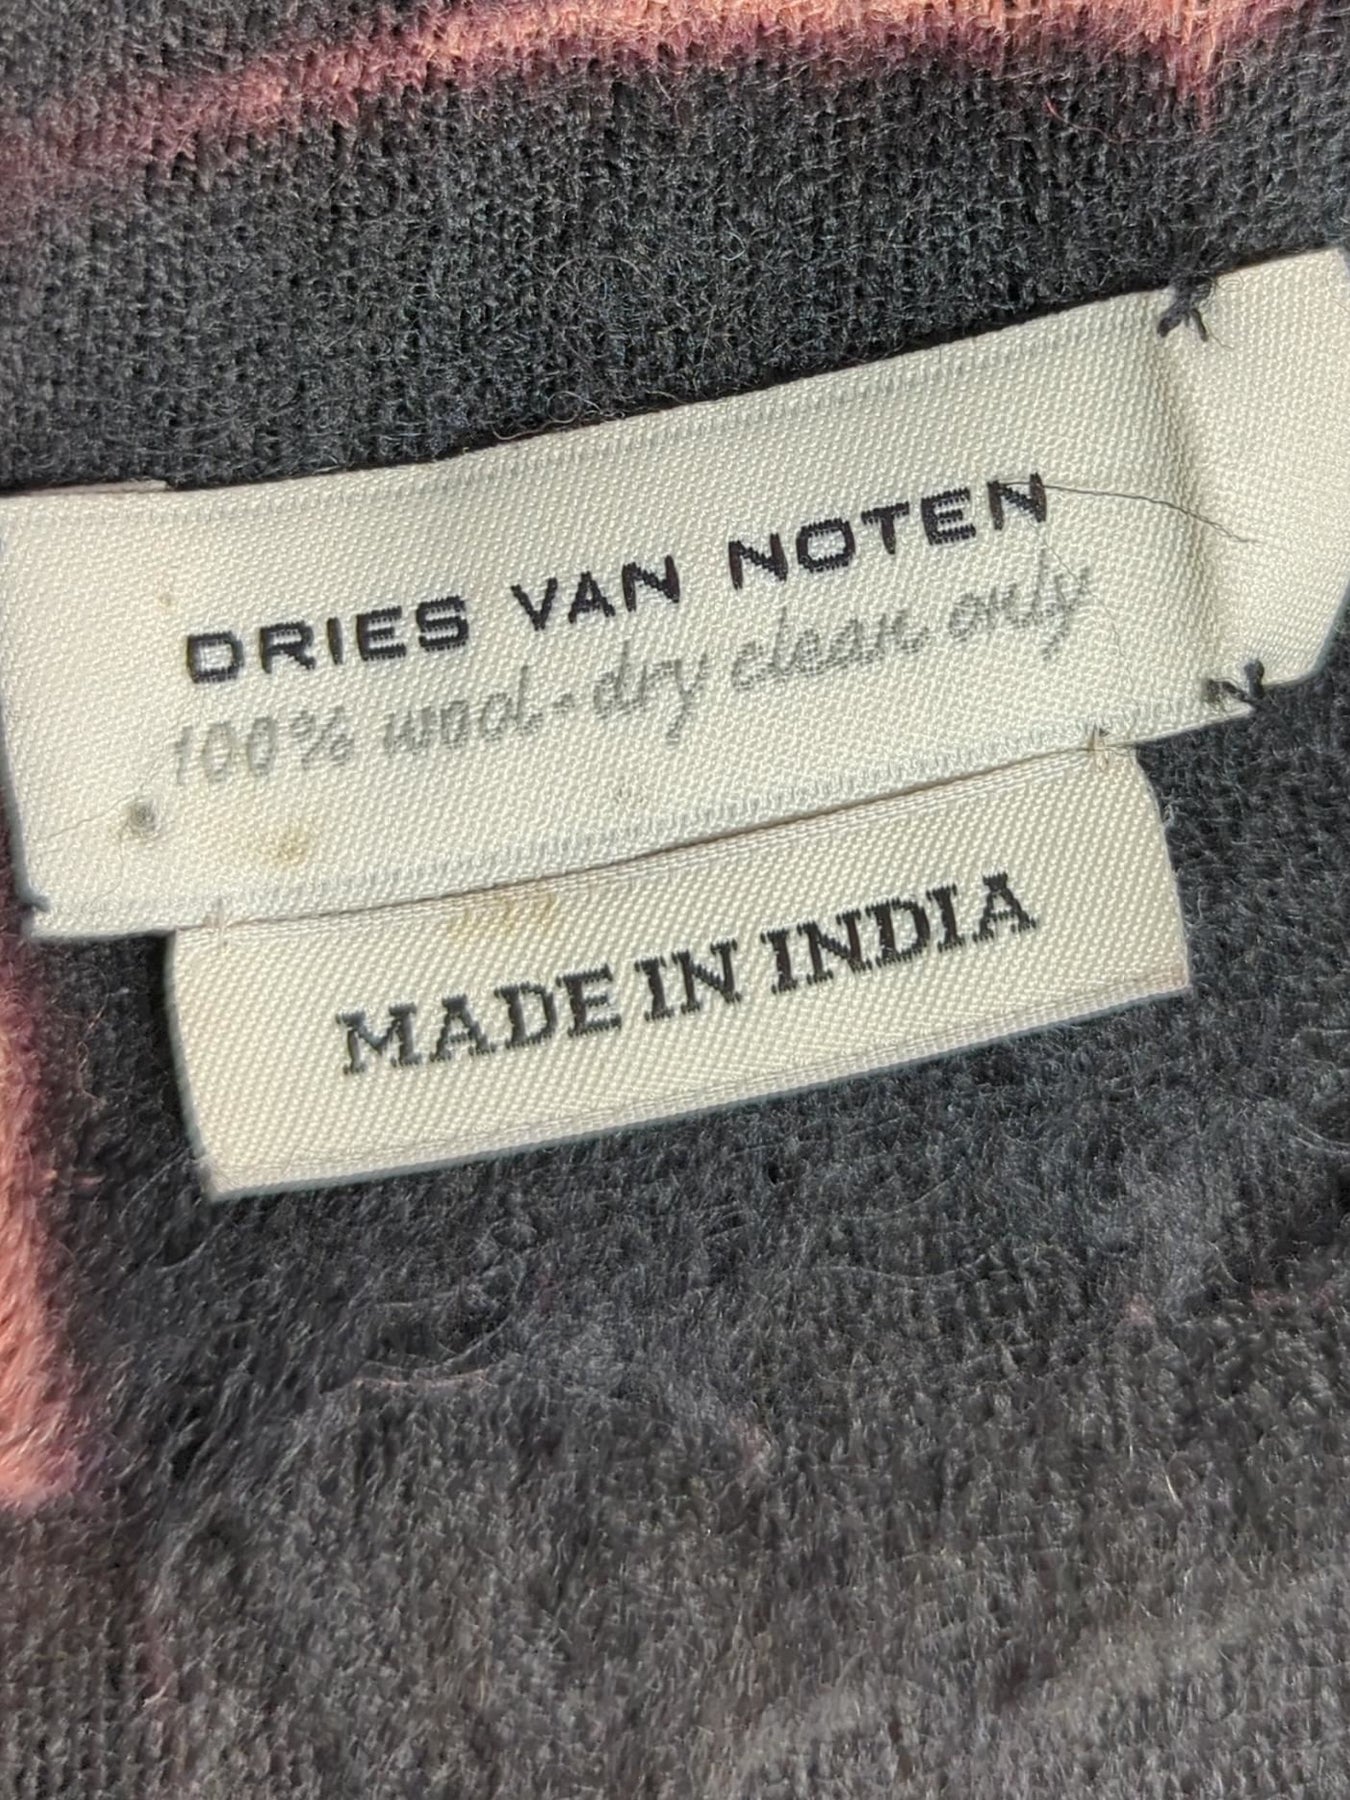 DRIES VAN NOTEN
100% wool - dry clean only
MADE IN INDIA